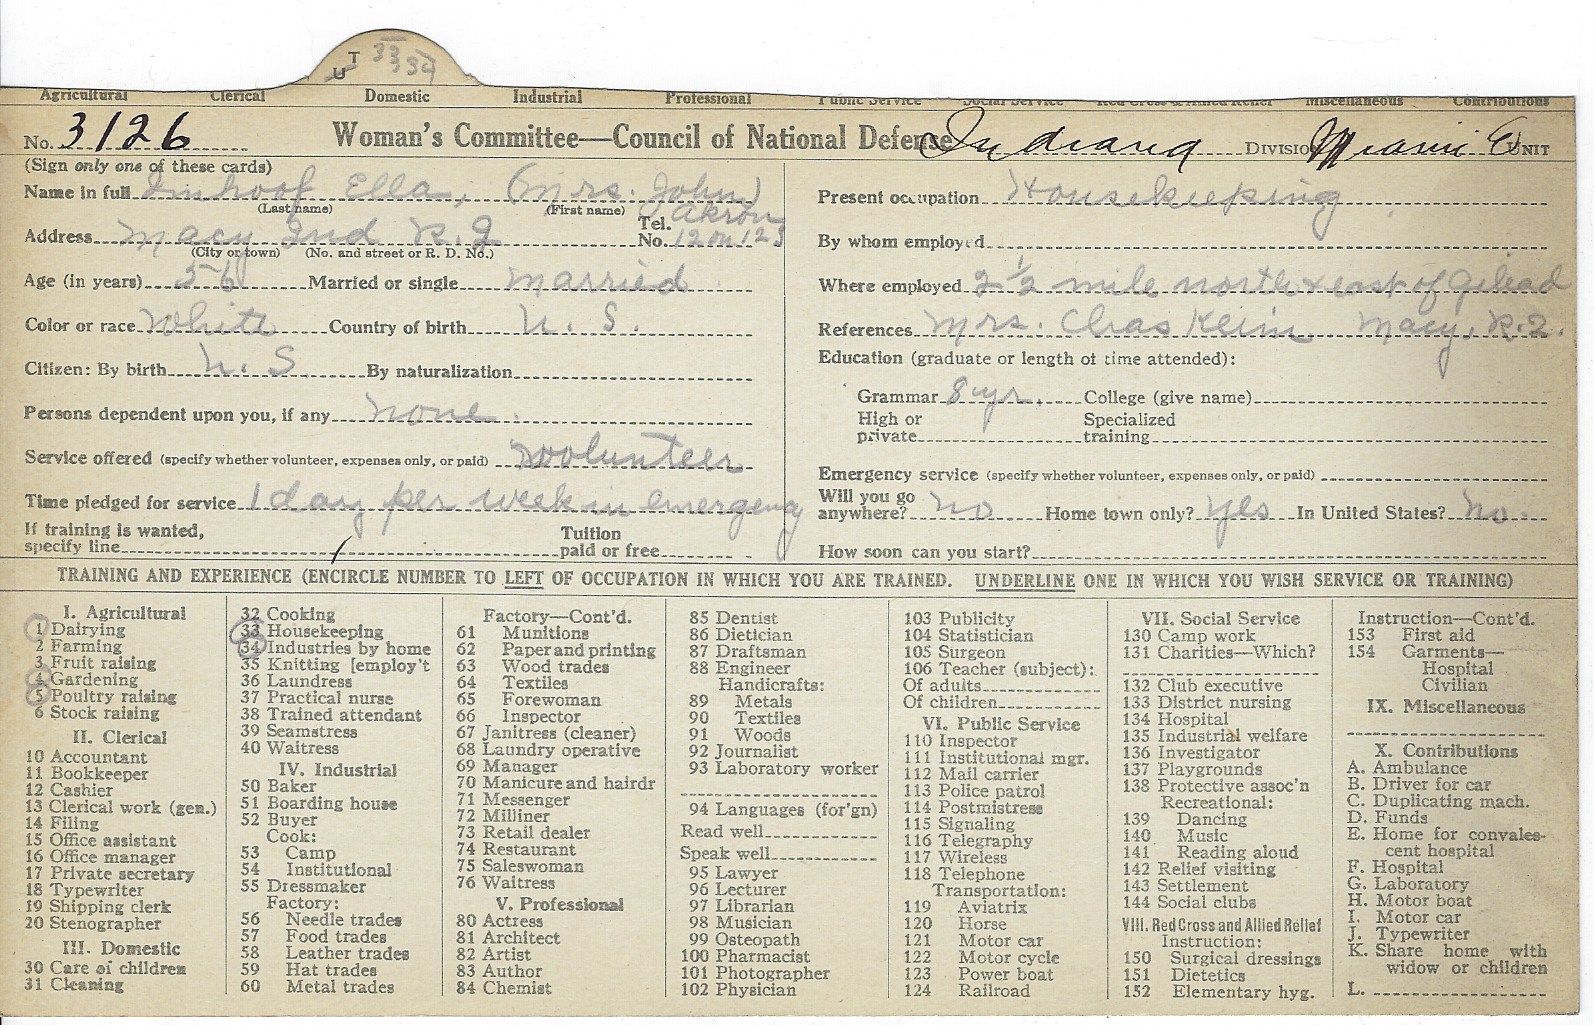 T 33 34
U
Agricultural Clerical Domestic Industrial Professional Public Service Social Service Red Cross & Allied Relief Miscellaneous Contributions
No. 3126 Woman's Committee—Council of National Defense Indiana DIVISION Miami Co UNIT
(Sign only one of these cards)
Name in full Imhoof Ella, (Mrs. John)
(Last name) (First name)
Address Macy Ind R. 2 Tel. No. Akron 12 on 123
(City or town) (No. and street or R. D. No.)
Age (in years) 56 Married or single married
Color or race White Country of birth U. S.
Citizen: By birth U. S. By naturalization
Persons dependent upon you, if any none.
Service offered (specify whether volunteer, expenses only, or paid) Volunteer
Time pledged for service 1 day per week in emergency
If training is wanted, specify line Tuition paid or free
Present occupation Housekeeping
By whom employed
Where employed 2 1/2 mile north & east of Gilead
References Mrs. Chas Keim Macy, R. 2.
Education (graduate or length of time attended):
Grammar 8 yr. College (give name)
High or private Specialized training
Emergency service (specify whether volunteer, expenses only, or paid)
Will you go anywhere? No Home town only? Yes In United States? No
How soon can you start?
TRAINING AND EXPERIENCE (ENCIRCLE NUMBER TO LEFT OF OCCUPATION IN WHICH YOU ARE TRAINED. UNDERLINE ONE IN WHICH YOU WISH SERVICE OR TRAINING)
I. Agricultural
1 Dairying
2 Farming
3 Fruit raising
4 Gardening
5 Poultry raising
6 Stock raising
II. Clerical
10 Accountant
11 Bookkeeper
12 Cashier
13 Clerical work (gen.)
14 Filing
15 Office assistant
16 Office manager
17 Private secretary
18 Typewriter
19 Shipping clerk
20 Stenographer
III. Domestic
30 Care of children
31 Cleaning
32 Cooking
33 Housekeeping
34 Industries by home
35 Knitting [employ't
36 Laundress
37 Practical nurse
38 Trained attendant
39 Seamstress
40 Waitress
IV. Industrial
50 Baker
51 Boarding house
52 Buyer
Cook:
53 Camp
54 Institutional
55 Dressmaker
Factory:
56 Needle trades
57 Food trades
58 Leather trades
59 Hat trades
60 Metal trades
Factory—Cont'd.
61 Munitions
62 Paper and printing
63 Wood trades
64 Textiles
65 Forewoman
66 Inspector
67 Janitress (cleaner)
68 Laundry operative
69 Manager
70 Manicure and hairdr
71 Messenger
72 Milliner
73 Retail dealer
74 Restaurant
75 Saleswoman
76 Waitress
V. Professional
80 Actress
81 Architect
82 Artist
83 Author
84 Chemist
85 Dentist
86 Dietician
87 Draftsman
88 Engineer
Handicrafts:
89 Metals
90 Textiles
91 Woods
92 Journalist
93 Laboratory worker
94 Languages (for'gn)
Read well
Speak well
95 Lawyer
96 Lecturer
97 Librarian
98 Musician
99 Osteopath
100 Pharmacist
101 Photographer
102 Physician
103 Publicity
104 Statistician
105 Surgeon
106 Teacher (subject):
Of adults
Of children
VI. Public Service
110 Inspector
111 Institutional mgr.
112 Mail carrier
113 Police patrol
114 Postmistress
115 Signaling
116 Telegraphy
117 Wireless
118 Telephone
Transportation:
119 Aviatrix
120 Horse
121 Motor car
122 Motor cycle
123 Power boat
124 Railroad
VII. Social Service
130 Camp work
131 Charities—Which?
132 Club executive
133 District nursing
134 Hospital
135 Industrial welfare
136 Investigator
137 Playgrounds
138 Protective assoc'n
Recreational:
139 Dancing
140 Music
141 Reading aloud
142 Relief visiting
143 Settlement
144 Social clubs
VIII. Red Cross and Allied Relief
Instruction:
150 Surgical dressings
151 Dietetics
152 Elementary hyg.
Instruction—Cont'd.
153 First aid
154 Garments—
Hospital
Civilian
IX. Miscellaneous
X. Contributions
A. Ambulance
B. Driver for car
C. Duplicating mach.
D. Funds
E. Home for convales-
cent hospital
F. Hospital
G. Laboratory
H. Motor boat
I. Motor car
J. Typewriter
K. Share home with
widow or children
L.